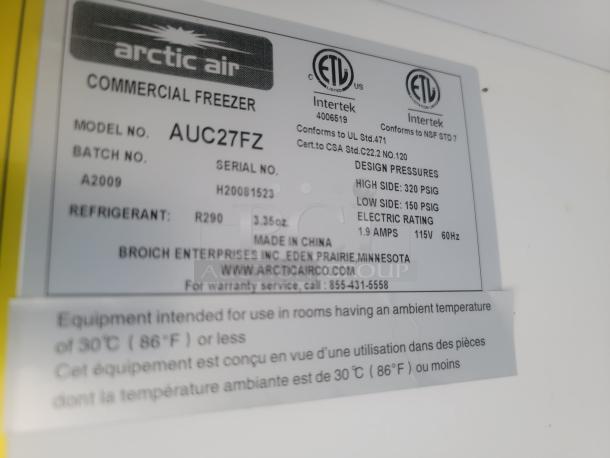 arctic air
COMMERCIAL FREEZER
MODEL NO. AUC27FZ
BATCH NO. SERIAL NO.
A2009 H20081523
REFRIGERANT: R290 3.35oz.
C ETL US
LISTED
Intertek
4006519
Conforms to UL Std.471
Cert.to CSA Std.C22.2 NO.120
ETL
Intertek
Conforms to NSF STD 7
DESIGN PRESSURES
HIGH SIDE: 320 PSIG
LOW SIDE: 150 PSIG
ELECTRIC RATING
1.9 AMPS 115V 60Hz
MADE IN CHINA
BROICH ENTERPRISES INC. EDEN PRAIRIE,MINNESOTA
WWW.ARCTICAIRCO.COM
For warranty service, call : 855-431-5558
Equipment intended for use in rooms having an ambient temperature
of 30℃ ( 86°F ) or less
Cet équipement est conçu en vue d'une utilisation dans des pièces
dont la température ambiante est de 30℃ ( 86°F ) ou moins